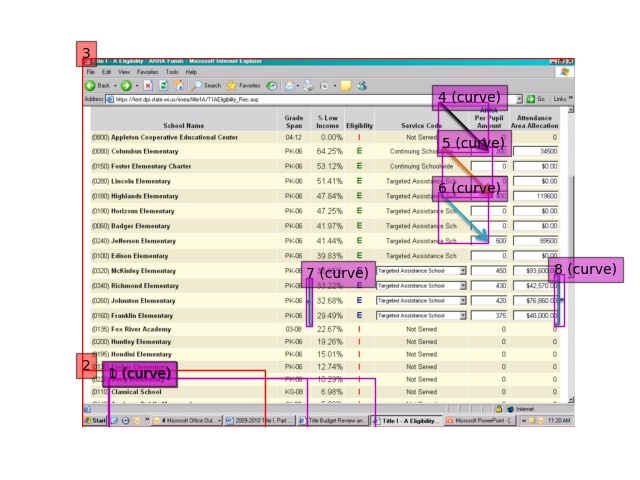 3
Title I - A Eligibility - ARRA Funds - Microsoft Internet Explorer
File Edit View Favorites Tools Help
Back Search Favorites
Address https://test.dpi.state.wi.us/esea/title1A/T1AEligibility_Rec.asp Go Links »
4 (curve)
School Name Grade Span % Low Income Eligiblity Service Code ARRA Per Pupil Amount Attendance Area Allocation
(0800) Appleton Cooperative Educational Center 04-12 0.00% I Not Served 0 0
(0080) Columbus Elementary PK-06 64.25% E Continuing Schoolwide 300 34500
5 (curve)
(0150) Foster Elementary Charter PK-06 53.12% E Continuing Schoolwide 0 $0.00
(0280) Lincoln Elementary PK-06 51.41% E Targeted Assistance Sch 0 $0.00
6 (curve)
(0180) Highlands Elementary PK-06 47.84% E Targeted Assistance Sch 400 119600
(0190) Horizons Elementary PK-06 47.25% E Targeted Assistance Sch 0 $0.00
(0060) Badger Elementary PK-06 41.97% E Targeted Assistance Sch 0 $0.00
(0240) Jefferson Elementary PK-06 41.44% E Targeted Assistance Sch 500 89500
(0100) Edison Elementary PK-06 39.83% E Targeted Assistance Sch 0 $0.00
7 (curve) 8 (curve)
(0320) McKinley Elementary PK-06 E Targeted Assistance School 450 $93,600.00
(0340) Richmond Elementary PK-06 33.22% E Targeted Assistance School 430 $42,570.00
(0260) Johnston Elementary PK-06 32.68% E Targeted Assistance School 420 $76,860.00
(0160) Franklin Elementary PK-06 29.49% E Targeted Assistance School 375 $48,000.00
(0135) Fox River Academy 03-08 22.67% I Not Served 0 0
(0200) Huntley Elementary PK-06 19.26% I Not Served 0 0
(0195) Houdini Elementary PK-06 15.01% I Not Served 0 0
2
PK-06 12.74% I Not Served 0 0
(curve)
PK-06 10.29% I Not Served 0 0
(0110) Classical School KG-08 6.98% I Not Served 0 0
Internet
Start » 4 Microsoft Office Out... 2009-2010 Title I, Part ... Title Budget Review an... Title I - A Eligibility... Microsoft PowerPoint - [... « 11:20 AM